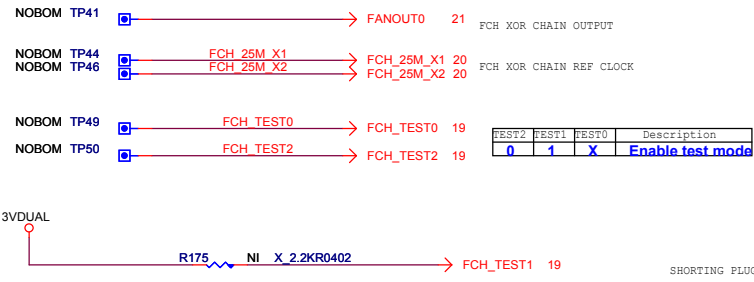 NOBOM TP41 FANOUT0 21 FCH XOR CHAIN OUTPUT
NOBOM TP44 FCH_25M_X1 FCH_25M_X1 20
NOBOM TP46 FCH_25M_X2 FCH_25M_X2 20 FCH XOR CHAIN REF CLOCK
NOBOM TP49 FCH_TEST0 FCH_TEST0 19
TEST2 TEST1 TEST0 Description
NOBOM TP50 FCH_TEST2 FCH_TEST2 19
0 1 X Enable test mode
3VDUAL
R175 NI X_2.2KR0402 FCH_TEST1 19
SHORTING PLUG